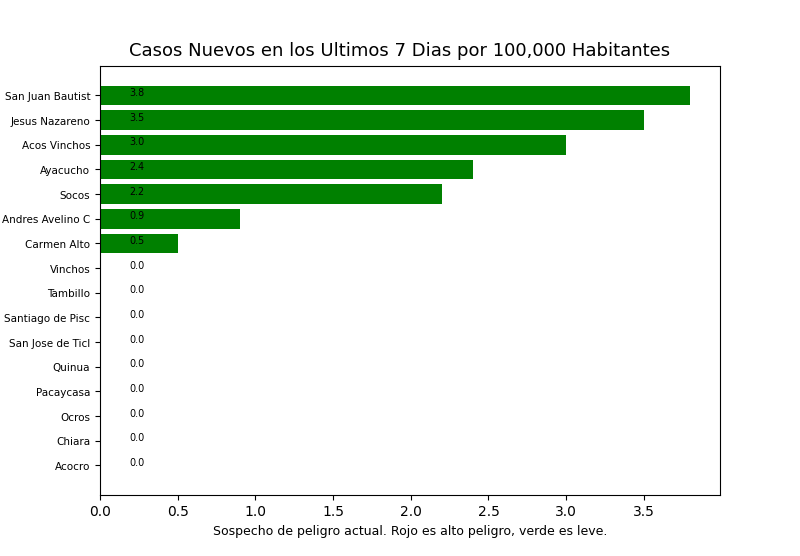 Casos Nuevos en los Ultimos 7 Dias por 100,000 Habitantes
San Juan Bautist 3.8
Jesus Nazareno 3.5
Acos Vinchos 3.0
Ayacucho 2.4
Socos 2.2
Andres Avelino C 0.9
Carmen Alto 0.5
Vinchos 0.0
Tambillo 0.0
Santiago de Pisc 0.0
San Jose de Ticl 0.0
Quinua 0.0
Pacaycasa 0.0
Ocros 0.0
Chiara 0.0
Acocro 0.0
0.0 0.5 1.0 1.5 2.0 2.5 3.0 3.5
Sospecho de peligro actual. Rojo es alto peligro, verde es leve.